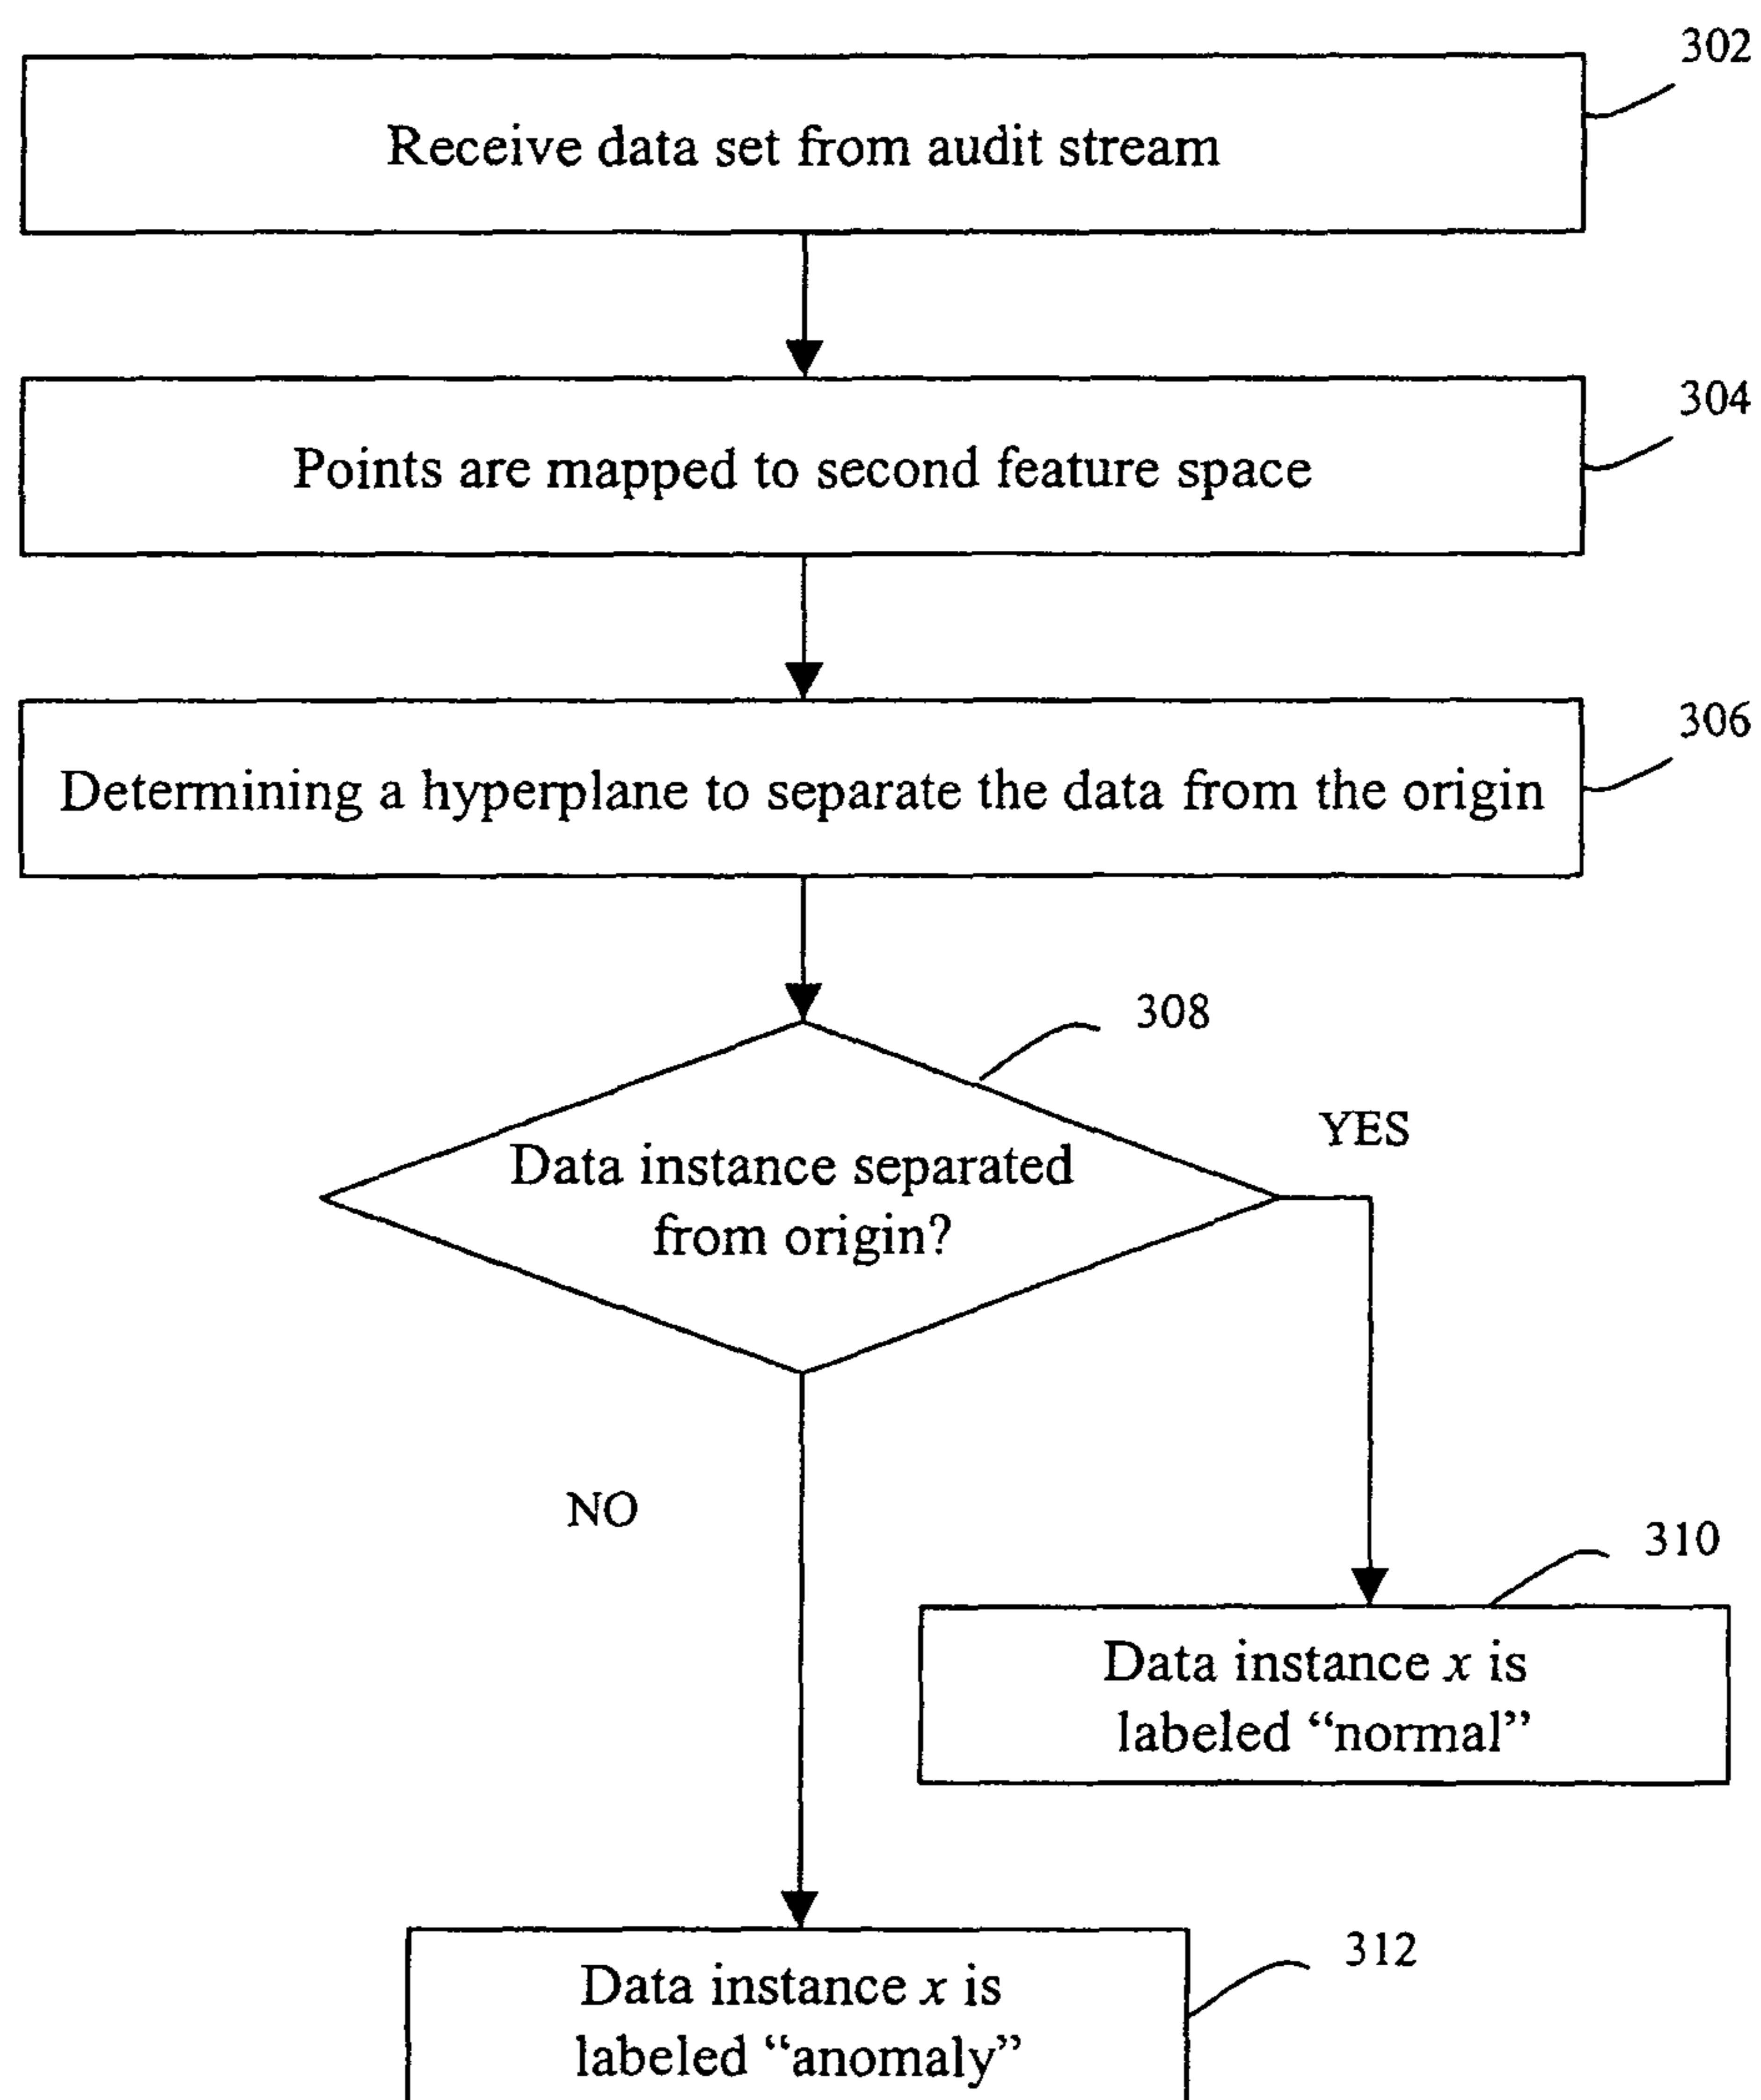 302
Receive data set from audit stream
304
Points are mapped to second feature space
306
Determining a hyperplane to separate the data from the origin
308
Data instance separated
from origin?
YES
NO
310
Data instance x is
labeled “normal”
312
Data instance x is
labeled “anomaly”